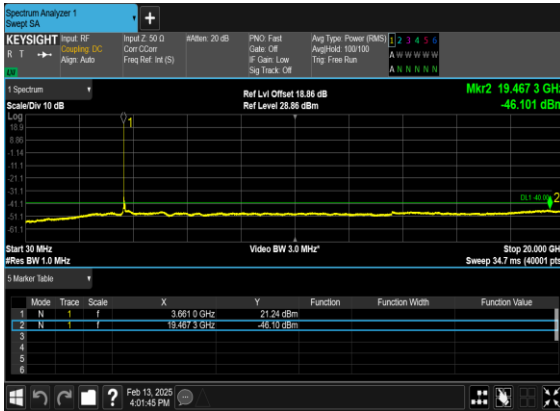 Spectrum Analyzer 1
Swept SA
+
KEYSIGHT
R T
Input: RF
Coupling: DC
Align: Auto
Input Z: 50 Ω
Corr CCorr
Freq Ref: Int (S)
#Atten: 20 dB
PNO: Fast
Gate: Off
IF Gain: Low
Sig Track: Off
Avg Type: Power (RMS)
Avg|Hold: 100/100
Trig: Free Run
1 2 3 4 5 6
A W W W W W
A N N N N N
1 Spectrum
Scale/Div 10 dB
Ref Lvl Offset 18.86 dB
Ref Level 28.86 dBm
Mkr2 19.467 3 GHz
-46.101 dBm
Log
18.9
8.86
-1.14
-11.1
-21.1
-31.1
-41.1
-51.1
-61.1
1
2
Start 30 MHz
#Res BW 1.0 MHz
Video BW 3.0 MHz*
Stop 20.000 GHz
Sweep 34.7 ms (40001 pts)
5 Marker Table
Mode Trace Scale X Y Function Function Width Function Value
1 N 1 f 3.661 0 GHz 21.24 dBm
2 N 1 f 19.467 3 GHz -46.10 dBm
3
4
5
6
?
Feb 13, 2025
4:01:45 PM